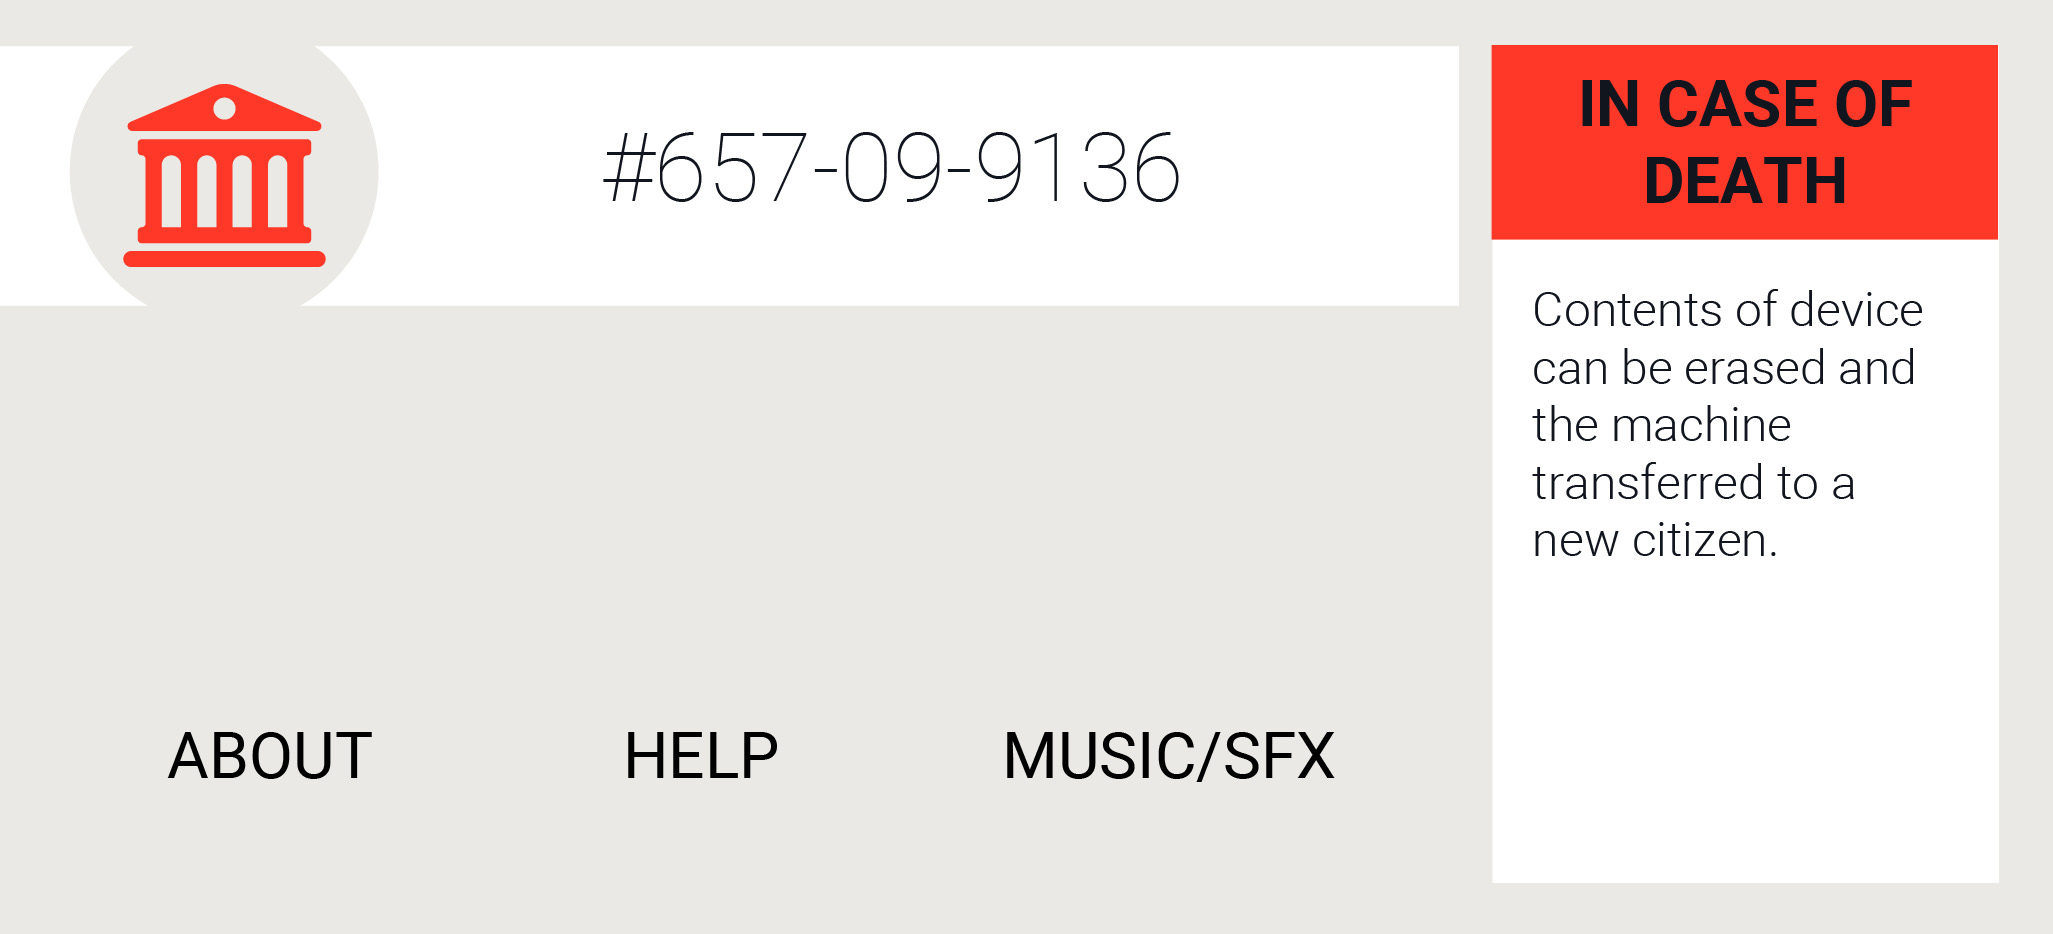 #657-09-9136
IN CASE OF
DEATH
Contents of device
can be erased and
the machine
transferred to a
new citizen.
ABOUT
HELP
MUSIC/SFX